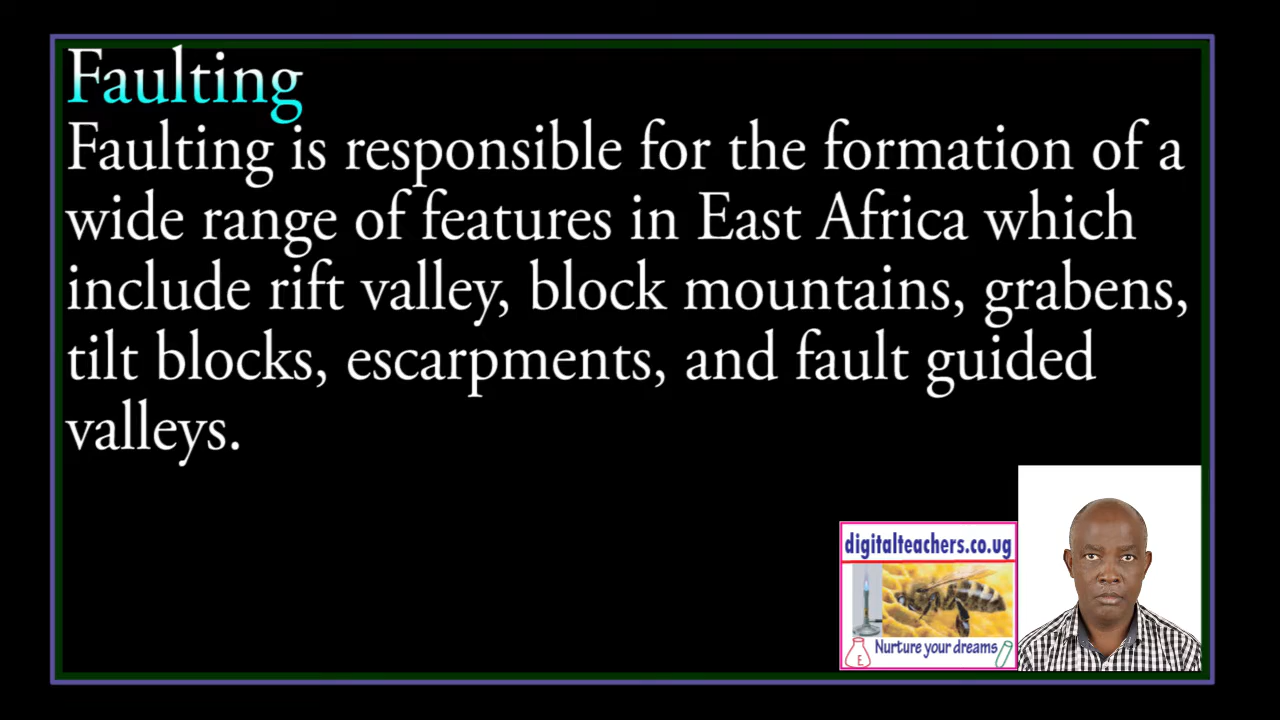 Faulting
Faulting is responsible for the formation of a
wide range of features in East Africa which
include rift valley, block mountains, grabens,
tilt blocks, escarpments, and fault guided
valleys.
digitalteachers.co.ug
Nurture your dreams
E